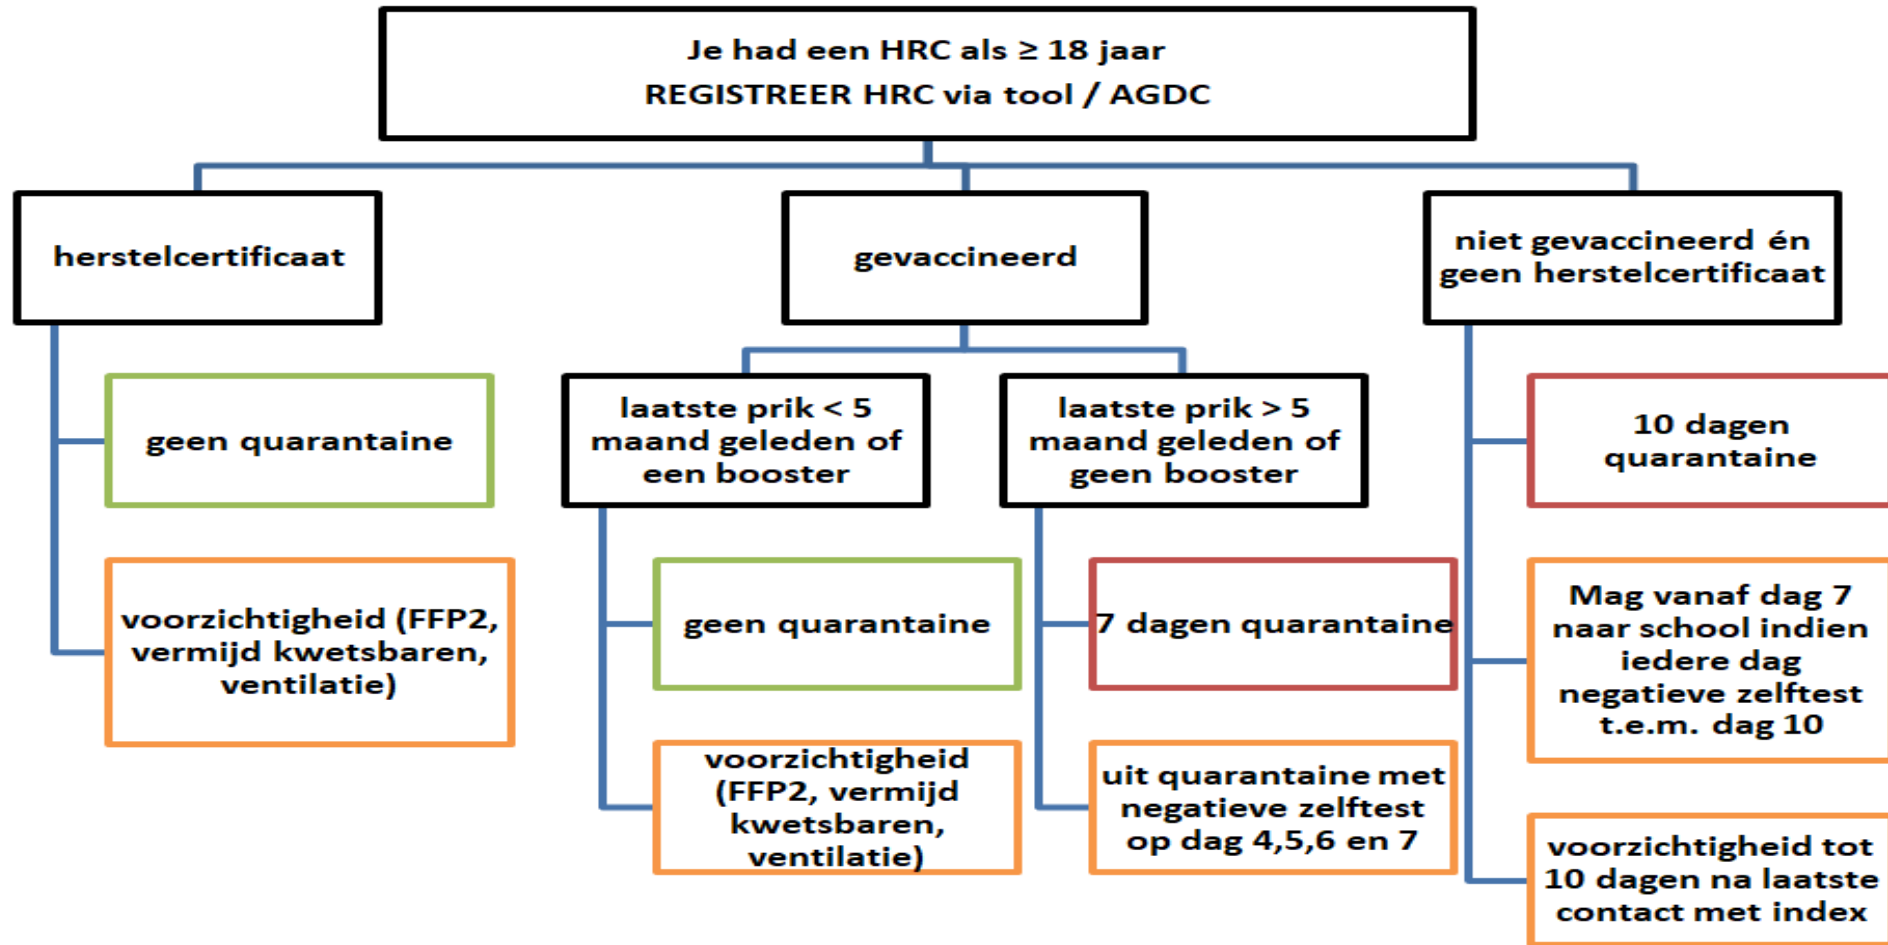 Je had een HRC als ≥ 18 jaar
REGISTREER HRC via tool / AGDC
herstelcertificaat
gevaccineerd
niet gevaccineerd én
geen herstelcertificaat
geen quarantaine
voorzichtigheid (FFP2,
vermijd kwetsbaren,
ventilatie)
laatste prik < 5
maand geleden of
een booster
geen quarantaine
voorzichtigheid
(FFP2, vermijd
kwetsbaren,
ventilatie)
laatste prik > 5
maand geleden of
geen booster
7 dagen quarantaine
uit quarantaine met
negatieve zelftest
op dag 4,5,6 en 7
10 dagen
quarantaine
Mag vanaf dag 7
naar school indien
iedere dag
negatieve zelftest
t.e.m. dag 10
voorzichtigheid tot
10 dagen na laatste
contact met index